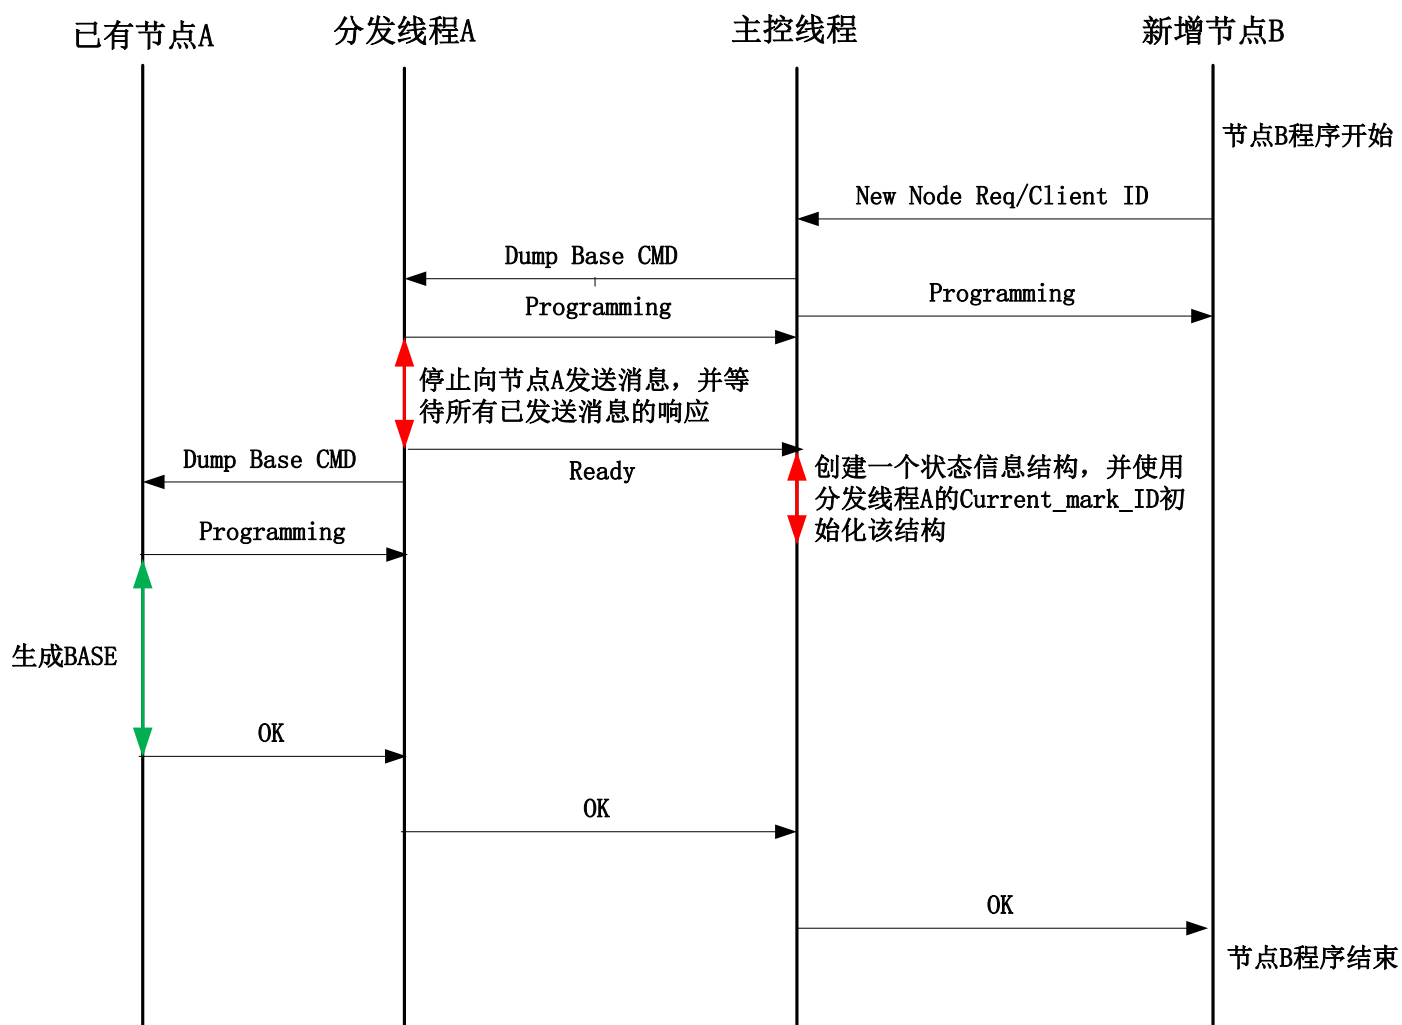 已有节点A
分发线程A
主控线程
新增节点B
节点B程序开始
New Node Req/Client ID
Dump Base CMD
Programming
Programming
停止向节点A发送消息，并等
待所有已发送消息的响应
Dump Base CMD
Ready
创建一个状态信息结构，并使用
分发线程A的Current_mark_ID初
始化该结构
Programming
生成BASE
OK
OK
OK
节点B程序结束